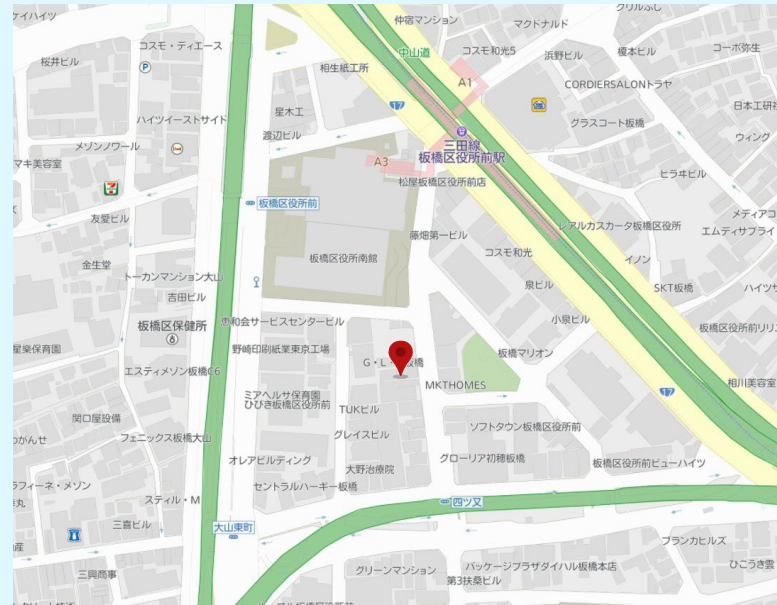 ケイハイツ
仲宿マンション
クリルふじ
マクドナルド
コスモ・ディエース
中山道
コスモ和光5
榎本ビル
コーポ弥生
桜井ビル
P
相生紙工所
浜野ビル
A1
CORDIERSALONトラヤ
17
日本工研社
星木工
グラスコート板橋
ハイツイーストサイド
渡辺ビル
ウィング
三田線
板橋区役所前駅
メゾンノワール
マキ美容室
A3
ヒラヰビル
松屋板橋区役所前店
7
板橋区役所前
友愛ビル
メディアコ
レアルカスカータ板橋区役所
エムティサプライ
藤畑第一ビル
コスモ和光
金生堂
板橋区役所南館
イノン
トーカンマンション大山
泉ビル
SKT板橋
ハイツサ
吉田ビル
小泉ビル
板橋区保健所
恵和会サービスセンタービル
板橋区役所前リリ
星樂保育園
野崎印刷紙業東京工場
板橋マリオン
G・L・
板橋
エスティメゾン板橋C6
MKTHOMES
相川美容室
17
ミアヘルサ保育園
ひびき板橋区役所前
TUKビル
関口屋設備
ソフトタウン板橋区役所前
わかんせ
フェニックス板橋大山
グレイスビル
オレアビルディング
大野治療院
グローリア初穂板橋
板橋区役所前ビューハイツ
ラフィーネ・メゾン
セントラルハーキー板橋
スティル・M
四ツ又
三喜ビル
大山東町
ブランカヒルズ
三興商事
グリーンマンション
パッケージプラザダイハル板橋本店
ひこうき雲
第3扶桑ビル